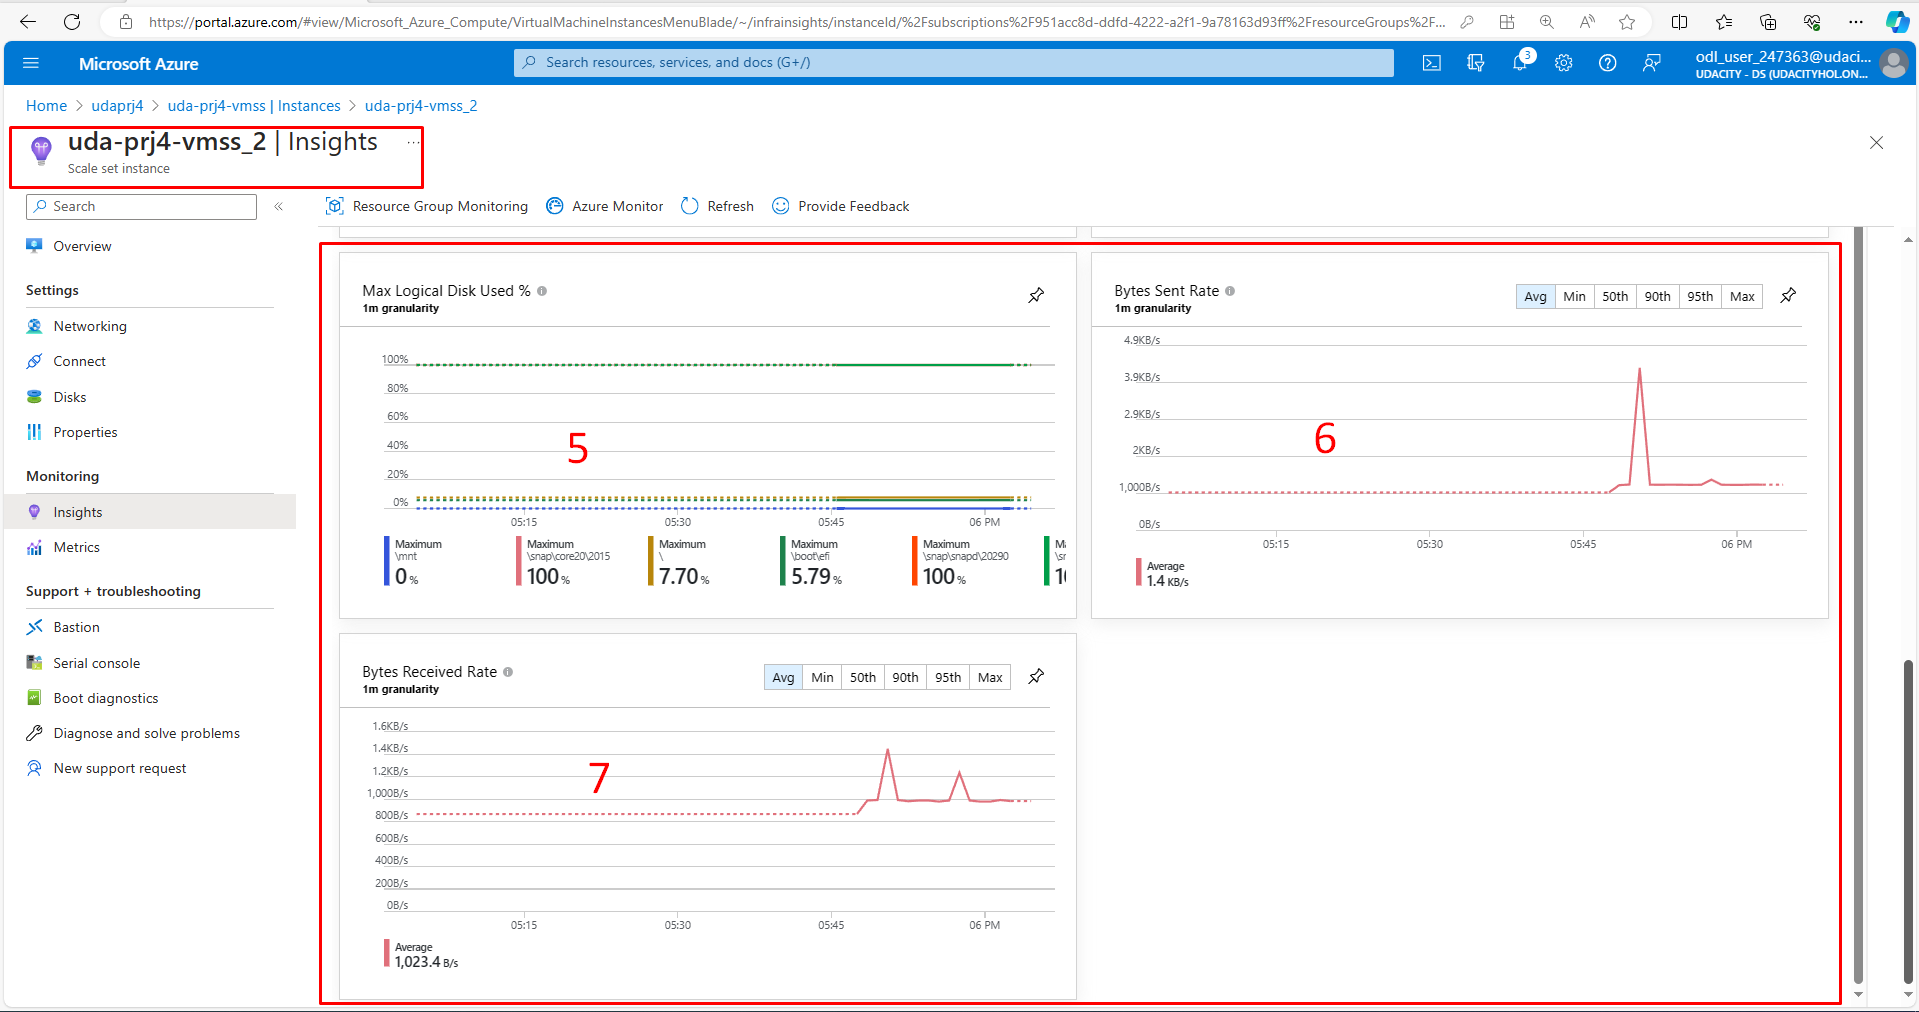 https://portal.azure.com/#view/Microsoft_Azure_Compute/VirtualMachineInstancesMenuBlade/~/infrainsights/instanceId/%2Fsubscriptions%2F951acc8d-ddfd-4222-a2f1-9a78163d93ff%2FresourceGroups%2F...
Microsoft Azure
Search resources, services, and docs (G+/)
3
odl_user_247363@udaci...
UDACITY - DS (UDACITYHOL.ON...
Home > udaprj4 > uda-prj4-vmss | Instances > uda-prj4-vmss_2
uda-prj4-vmss_2 | Insights ...
Scale set instance
Search
Resource Group Monitoring
Azure Monitor
Refresh
Provide Feedback
Overview
Settings
Networking
Connect
Disks
Properties
Monitoring
Insights
Metrics
Support + troubleshooting
Bastion
Serial console
Boot diagnostics
Diagnose and solve problems
New support request
Max Logical Disk Used %
1m granularity
100%
80%
60%
40%
20%
0%
5
05:15 05:30 05:45 06 PM
Maximum
\mnt
0 %
Maximum
\snap\core20\2015
100 %
Maximum
\
7.70 %
Maximum
\boot\efi
5.79 %
Maximum
\snap\snapd\20290
100 %
Bytes Sent Rate
1m granularity
Avg Min 50th 90th 95th Max
4.9KB/s
3.9KB/s
2.9KB/s
2KB/s
1,000B/s
0B/s
6
05:15 05:30 05:45 06 PM
Average
1.4 KB/s
Bytes Received Rate
1m granularity
Avg Min 50th 90th 95th Max
1.6KB/s
1.4KB/s
1.2KB/s
1,000B/s
800B/s
600B/s
400B/s
200B/s
0B/s
7
05:15 05:30 05:45 06 PM
Average
1,023.4 B/s